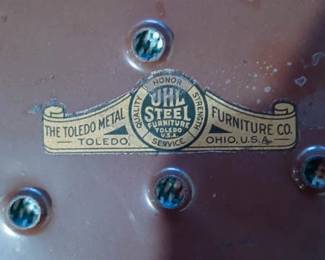 HONOR
QUALITY
STRENGTH
UHL
STEEL
FURNITURE
TOLEDO
U.S.A.
SERVICE
THE TOLEDO METAL FURNITURE CO.
TOLEDO, OHIO, U.S.A.